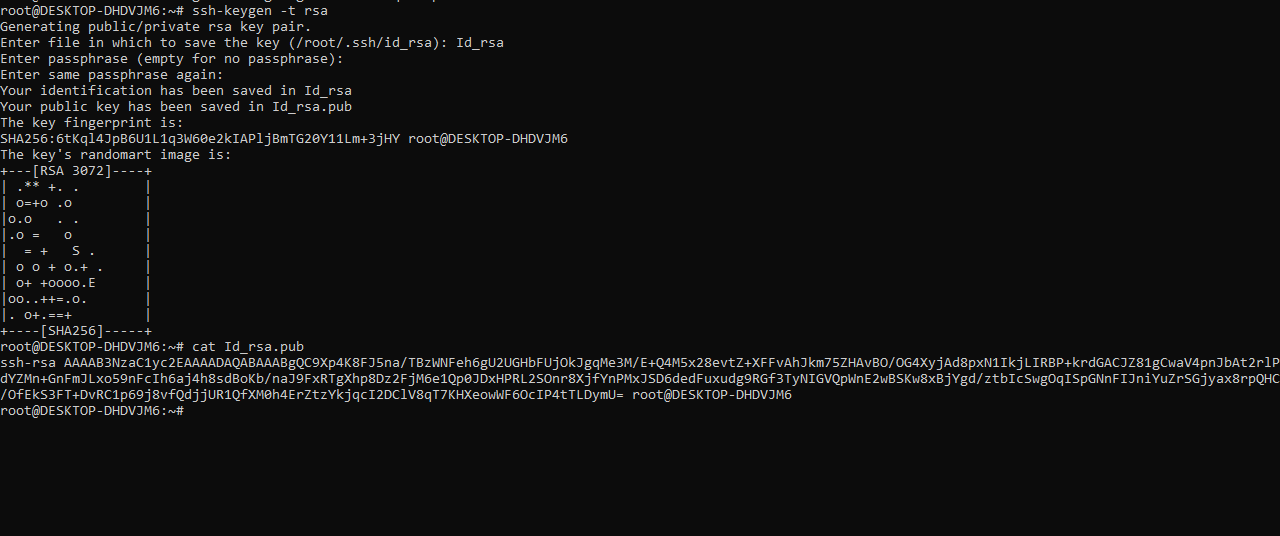 root@DESKTOP-DHDVJM6:~# ssh-keygen -t rsa
Generating public/private rsa key pair.
Enter file in which to save the key (/root/.ssh/id_rsa): Id_rsa
Enter passphrase (empty for no passphrase):
Enter same passphrase again:
Your identification has been saved in Id_rsa
Your public key has been saved in Id_rsa.pub
The key fingerprint is:
SHA256:6tKql4JpB6U1L1q3W60e2kIAPljBmTG20Y11Lm+3jHY root@DESKTOP-DHDVJM6
The key's randomart image is:
+---[RSA 3072]----+
| .** +. .        |
| o=+o .o         |
|o.o   . .        |
|.o =   o         |
|  = +   S .      |
| o o + o.+ .     |
| o+ +oooo.E      |
|oo..++=.o.       |
|. o+.==+         |
+----[SHA256]-----+
root@DESKTOP-DHDVJM6:~# cat Id_rsa.pub
ssh-rsa AAAAB3NzaC1yc2EAAAADAQABAAABgQC9Xp4K8FJ5na/TBzWNFeh6gU2UGHbFUjOkJgqMe3M/E+Q4M5x28evtZ+XFFvAhJkm75ZHAvBO/OG4XyjAd8pxN1IkjLIRBP+krdGACJZ81gCwaV4pnJbAt2rlP
dYZMn+GnFmJLxo59nFcIh6aj4h8sdBoKb/naJ9FxRTgXhp8Dz2FjM6e1Qp0JDxHPRL2SOnr8XjfYnPMxJSD6dedFuxudg9RGf3TyNIGVQpWnE2wBSKw8xBjYgd/ztbIcSwgOqISpGNnFIJniYuZrSGjyax8rpQHC
/OfEkS3FT+DvRC1p69j8vfQdjjUR1QfXM0h4ErZtzYkjqcI2DClV8qT7KHXeowWF6OcIP4tTLDymU= root@DESKTOP-DHDVJM6
root@DESKTOP-DHDVJM6:~#